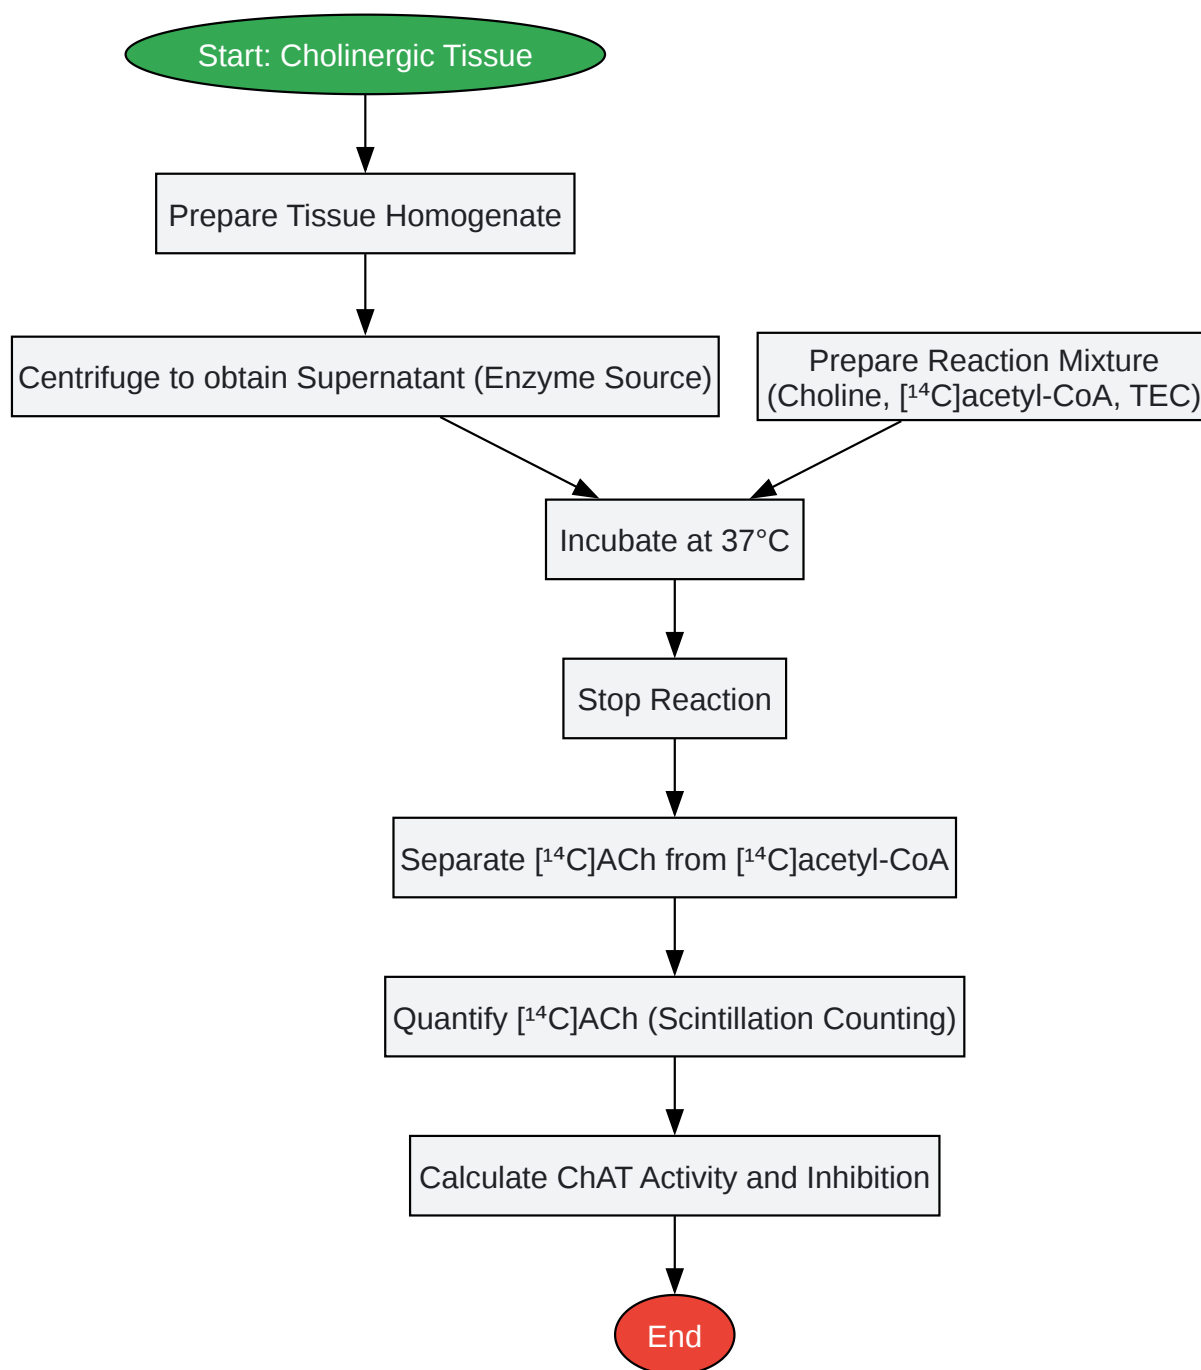 Start: Cholinergic Tissue
Prepare Tissue Homogenate
Centrifuge to obtain Supernatant (Enzyme Source)
Prepare Reaction Mixture
(Choline, [¹⁴C]acetyl-CoA, TEC)
Incubate at 37°C
Stop Reaction
Separate [¹⁴C]ACh from [¹⁴C]acetyl-CoA
Quantify [¹⁴C]ACh (Scintillation Counting)
Calculate ChAT Activity and Inhibition
End